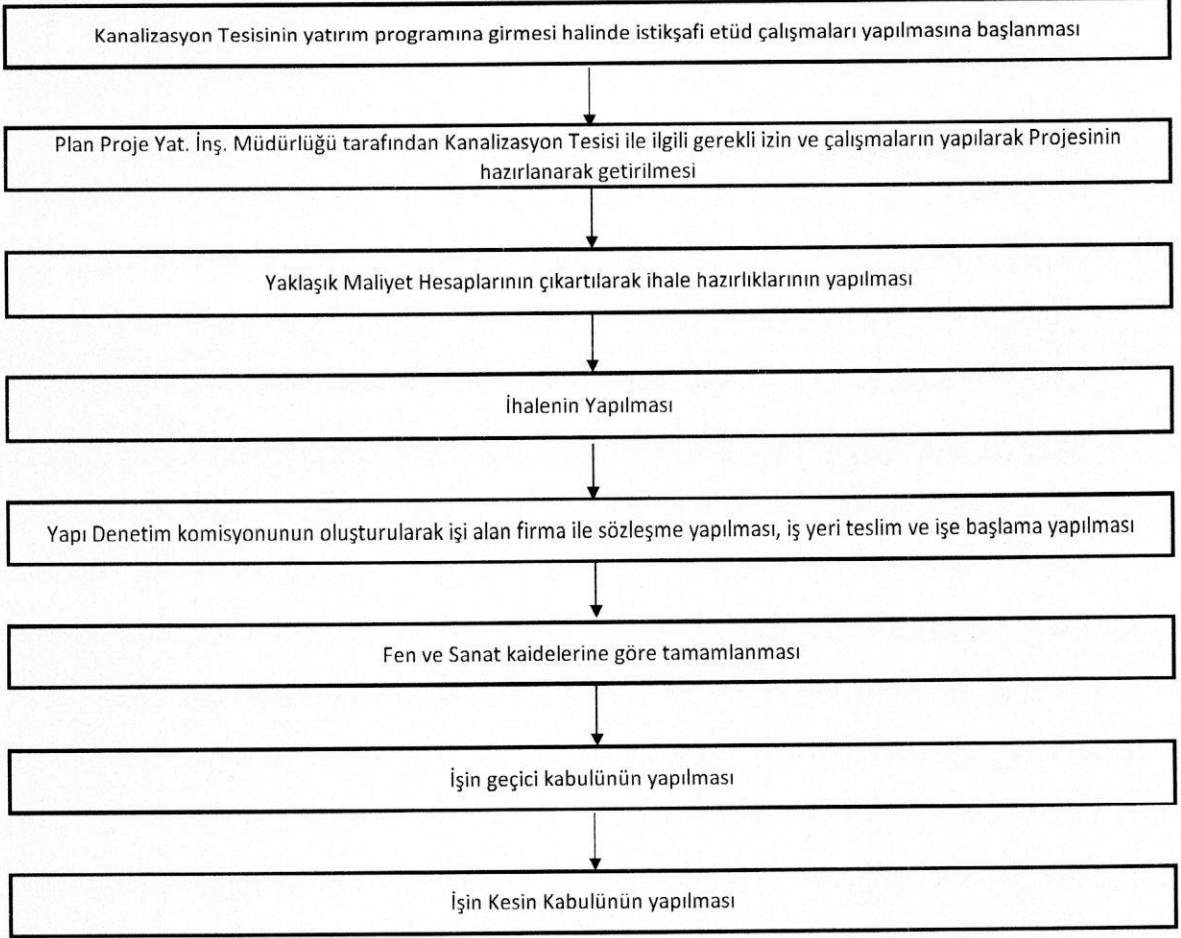 Kanalizasyon Tesisinin yatırım programına girmesi halinde istikşafi etüd çalışmaları yapılmasına başlanması
Plan Proje Yat. İnş. Müdürlüğü tarafından Kanalizasyon Tesisi ile ilgili gerekli izin ve çalışmaların yapılarak Projesinin
hazırlanarak getirilmesi
Yaklaşık Maliyet Hesaplarının çıkartılarak ihale hazırlıklarının yapılması
İhalenin Yapılması
Yapı Denetim komisyonunun oluşturularak işi alan firma ile sözleşme yapılması, iş yeri teslim ve işe başlama yapılması
Fen ve Sanat kaidelerine göre tamamlanması
İşin geçici kabulünün yapılması
İşin Kesin Kabulünün yapılması